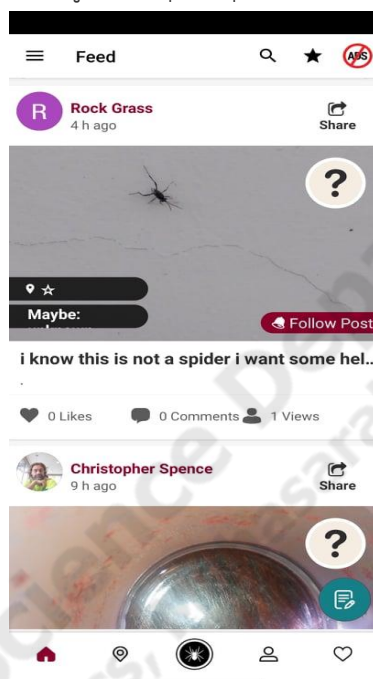 Feed
ADS
R
Rock Grass
4 h ago
Share
?
Maybe:
Follow Post
i know this is not a spider i want some hel..
.
0 Likes
0 Comments
1 Views
Christopher Spence
9 h ago
Share
?